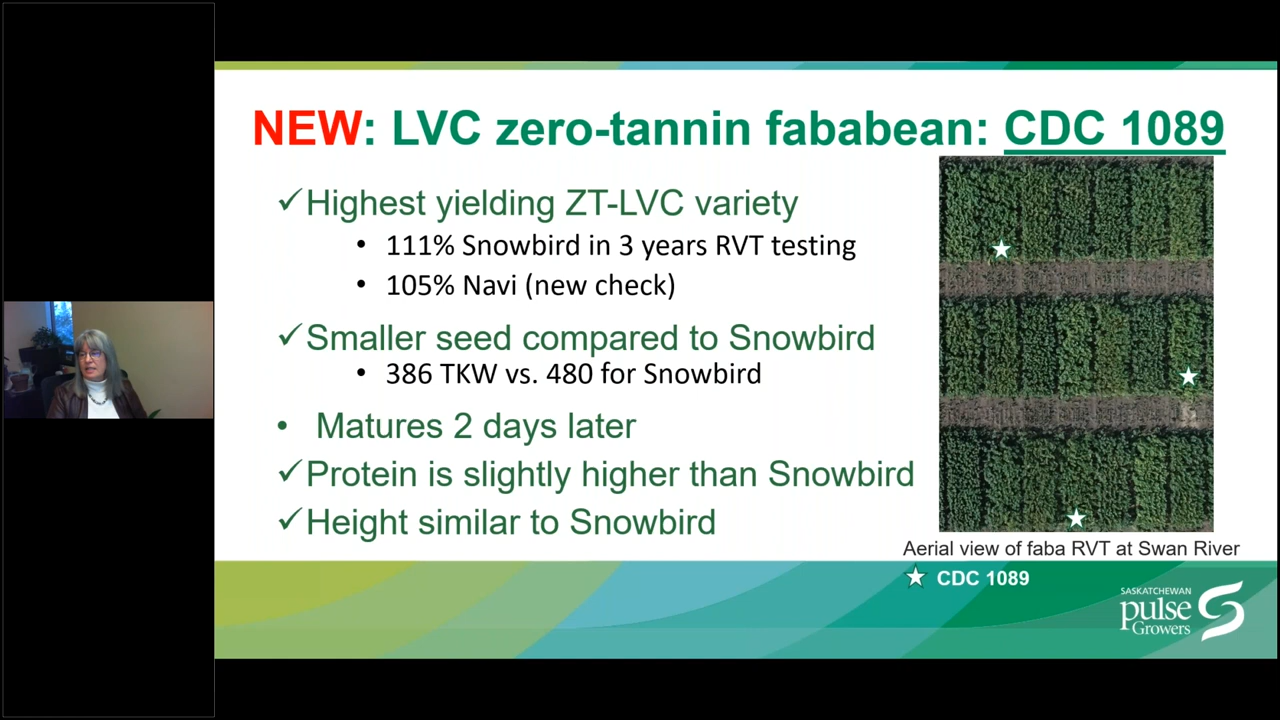 NEW: LVC zero-tannin fababean: CDC 1089
✓Highest yielding ZT-LVC variety
• 111% Snowbird in 3 years RVT testing
• 105% Navi (new check)
✓Smaller seed compared to Snowbird
• 386 TKW vs. 480 for Snowbird
• Matures 2 days later
✓Protein is slightly higher than Snowbird
✓Height similar to Snowbird
Aerial view of faba RVT at Swan River
☆ CDC 1089
SASKATCHEWAN
pulse
Growers